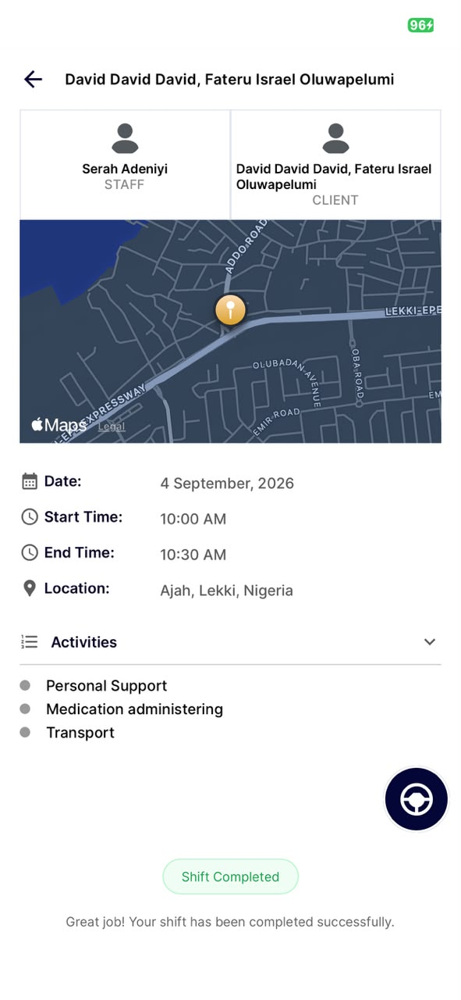 96
David David David, Fateru Israel Oluwapelumi
Serah Adeniyi
STAFF
David David David, Fateru Israel
Oluwapelumi
CLIENT
ADDO ROAD
LEKKI-EPE
OLUBADAN AVENUE
OBA ROAD
EM
EMIR ROAD
I-EPE EXPRESSWAY
Maps
Legal
Date:
4 September, 2026
Start Time:
10:00 AM
End Time:
10:30 AM
Location:
Ajah, Lekki, Nigeria
Activities
Personal Support
Medication administering
Transport
Shift Completed
Great job! Your shift has been completed successfully.